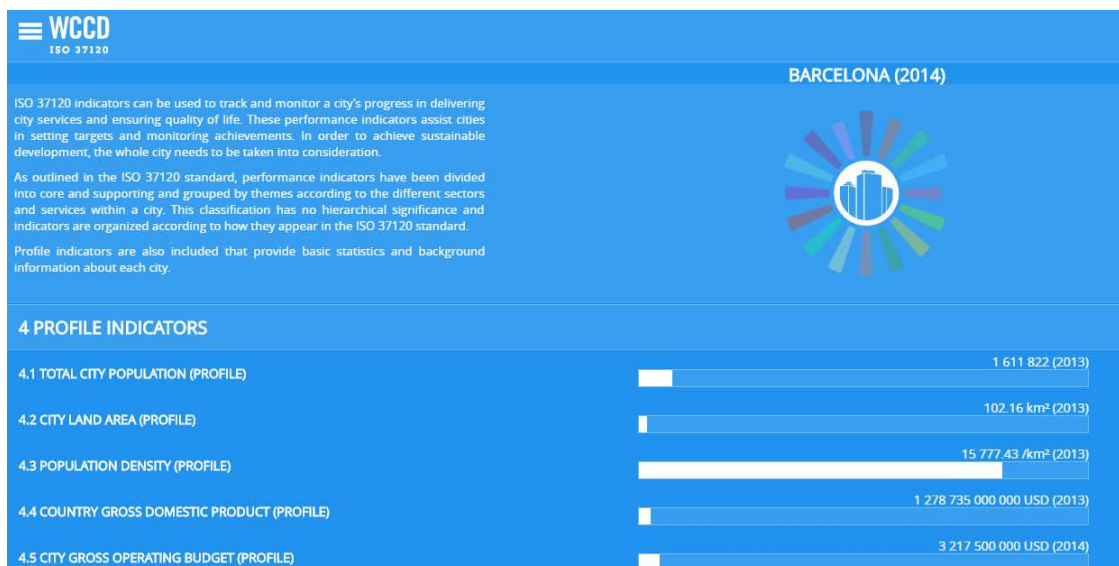 WCCD
ISO 37120
BARCELONA (2014)
ISO 37120 indicators can be used to track and monitor a city's progress in delivering
city services and ensuring quality of life. These performance indicators assist cities
in setting targets and monitoring achievements. In order to achieve sustainable
development, the whole city needs to be taken into consideration.
As outlined in the ISO 37120 standard, performance indicators have been divided
into core and supporting and grouped by themes according to the different sectors
and services within a city. This classification has no hierarchical significance and
indicators are organized according to how they appear in the ISO 37120 standard.
Profile indicators are also included that provide basic statistics and background
information about each city.
4 PROFILE INDICATORS
4.1 TOTAL CITY POPULATION (PROFILE)
1 611 822 (2013)
4.2 CITY LAND AREA (PROFILE)
102.16 km² (2013)
4.3 POPULATION DENSITY (PROFILE)
15 777.43 /km² (2013)
4.4 COUNTRY GROSS DOMESTIC PRODUCT (PROFILE)
1 278 735 000 000 USD (2013)
4.5 CITY GROSS OPERATING BUDGET (PROFILE)
3 217 500 000 USD (2014)